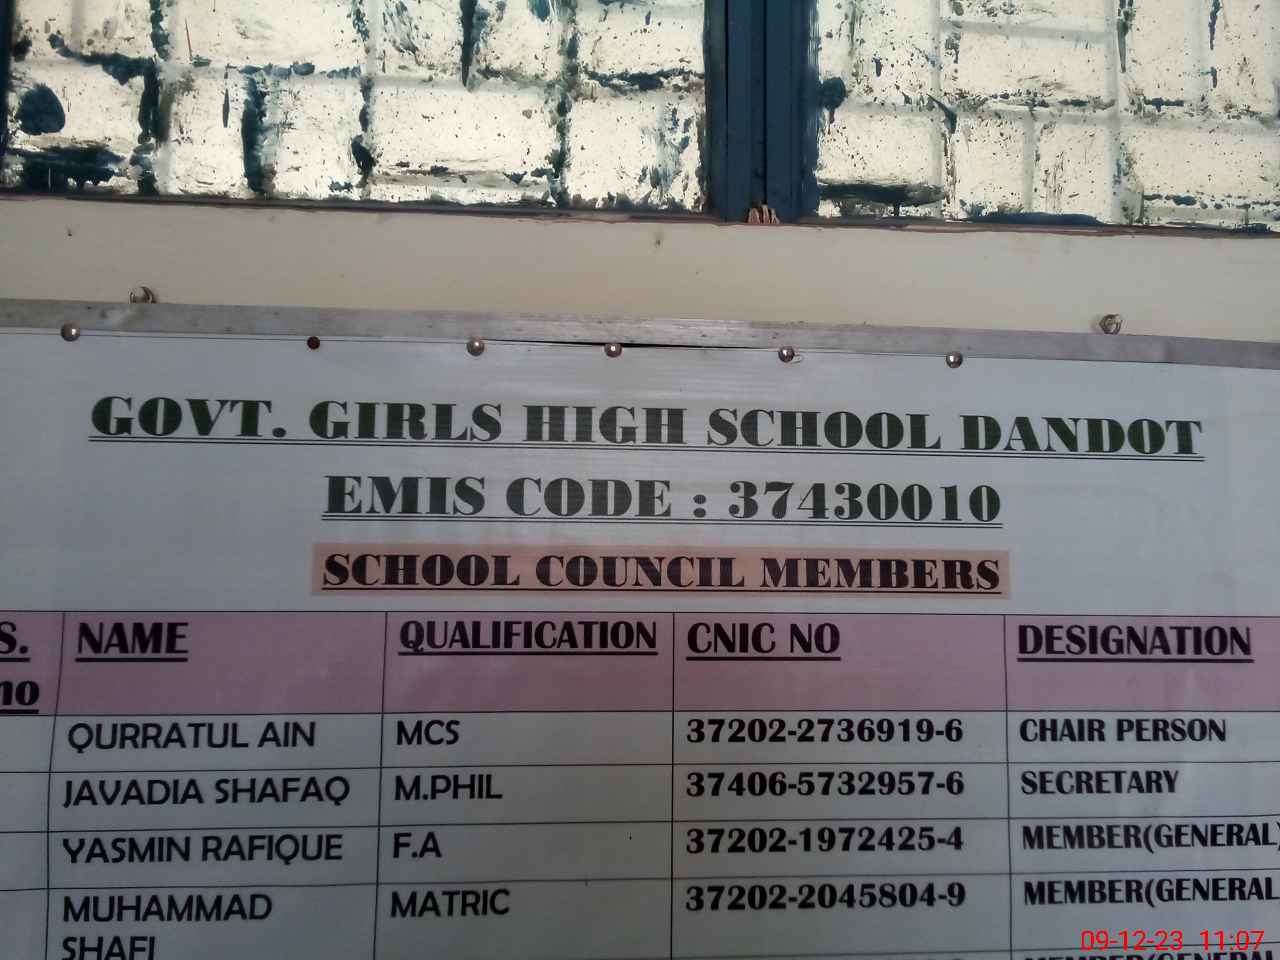 GOVT. GIRLS HIGH SCHOOL DANDOT
EMIS CODE : 37430010
SCHOOL COUNCIL MEMBERS
S. no NAME QUALIFICATION CNIC NO DESIGNATION
QURRATUL AIN MCS 37202-2736919-6 CHAIR PERSON
JAVADIA SHAFAQ M.PHIL 37406-5732957-6 SECRETARY
YASMIN RAFIQUE F.A 37202-1972425-4 MEMBER(GENERAL)
MUHAMMAD SHAFI MATRIC 37202-2045804-9 MEMBER(GENERAL
09-12-23 11:07